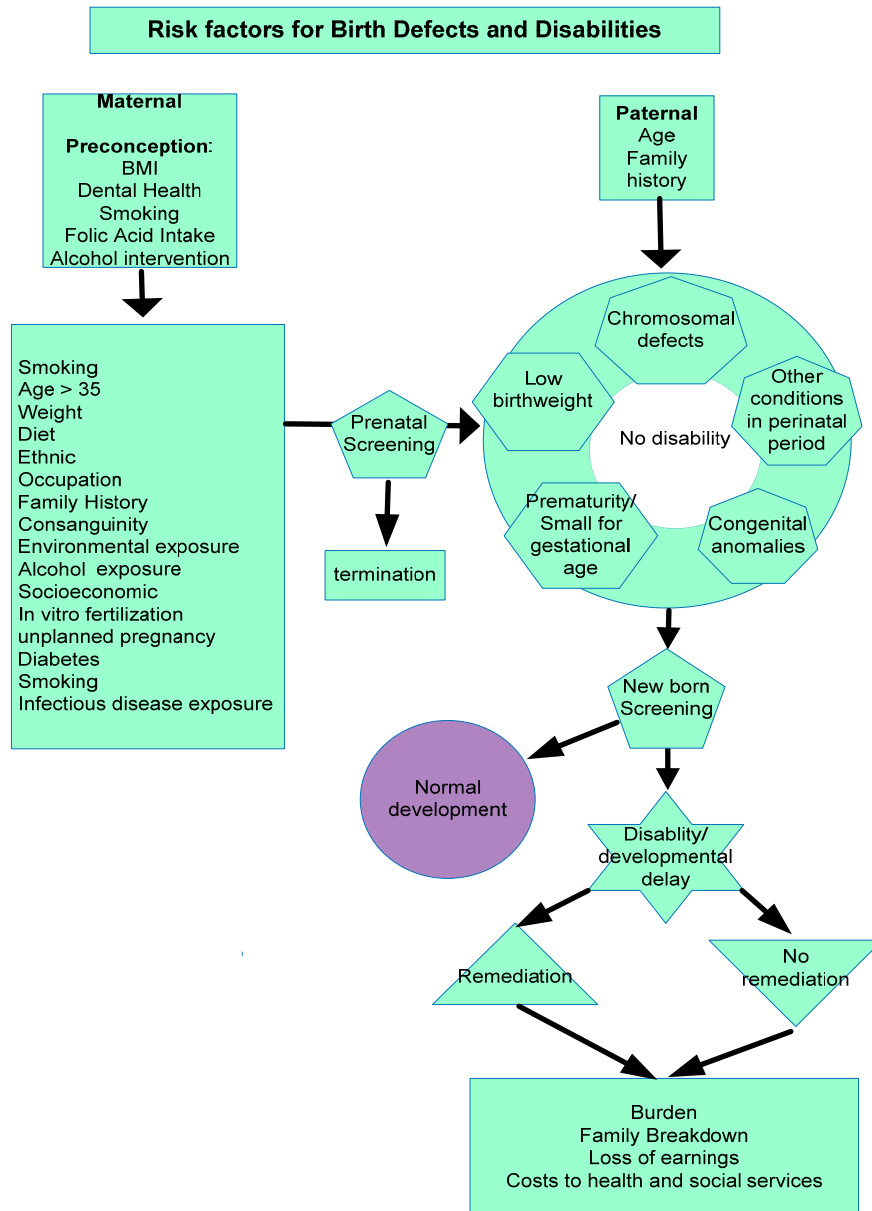 Risk factors for Birth Defects and Disabilities
Maternal
Preconception:
BMI
Dental Health
Smoking
Folic Acid Intake
Alcohol intervention
Paternal
Age
Family
history
Smoking
Age > 35
Weight
Diet
Ethnic
Occupation
Family History
Consanguinity
Environmental exposure
Alcohol exposure
Socioeconomic
In vitro fertilization
unplanned pregnancy
Diabetes
Smoking
Infectious disease exposure
Prenatal
Screening
termination
Chromosomal
defects
Low
birthweight
Other
conditions
in perinatal
period
No disability
Prematurity/
Small for
gestational
age
Congenital
anomalies
New born
Screening
Normal
development
Disablity/
developmental
delay
Remediation
No
remediation
Burden
Family Breakdown
Loss of earnings
Costs to health and social services